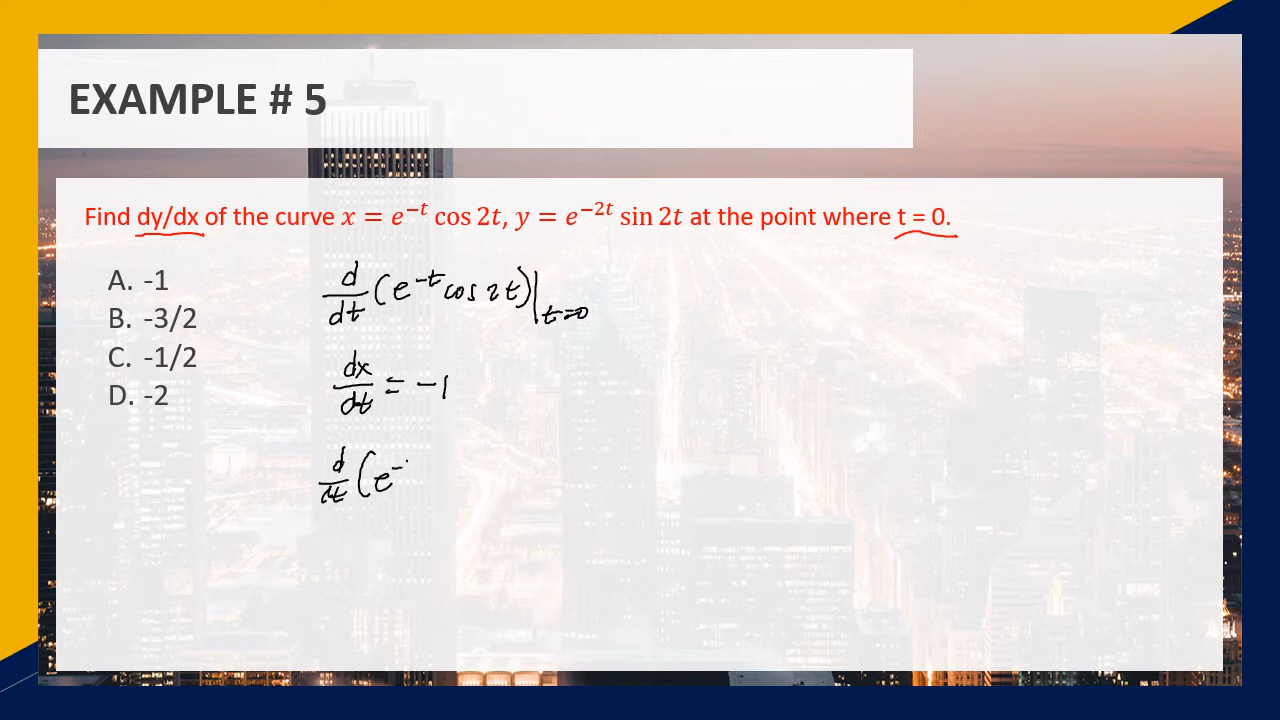 EXAMPLE # 5
Find dy/dx of the curve x = e^{-t} cos 2t, y = e^{-2t} sin 2t at the point where t = 0.
A. -1
B. -3/2
C. -1/2
D. -2
d/dt (e^{-t} cos 2t)|_{t=0}
dx/dt = -1
d/dt (e^-